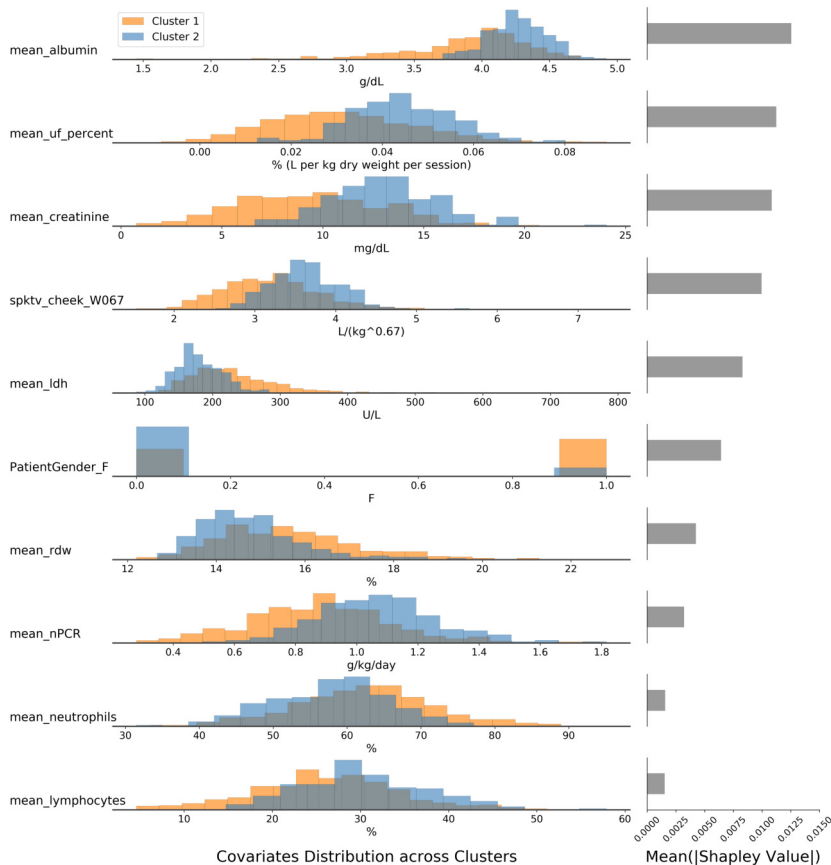 Cluster 1
Cluster 2
mean_albumin
1.5 2.0 2.5 3.0 3.5 4.0 4.5 5.0
g/dL
mean_uf_percent
0.00 0.02 0.04 0.06 0.08
% (L per kg dry weight per session)
mean_creatinine
0 5 10 15 20 25
mg/dL
spktv_cheek_W067
2 3 4 5 6 7
L/(kg^0.67)
mean_ldh
100 200 300 400 500 600 700 800
U/L
PatientGender_F
0.0 0.2 0.4 0.6 0.8 1.0
F
mean_rdw
12 14 16 18 20 22
%
mean_nPCR
0.4 0.6 0.8 1.0 1.2 1.4 1.6 1.8
g/kg/day
mean_neutrophils
30 40 50 60 70 80 90
%
mean_lymphocytes
10 20 30 40 50 60
%
0.0000 0.0025 0.0050 0.0075 0.0100 0.0125 0.0150
Covariates Distribution across Clusters
Mean(|Shapley Value|)